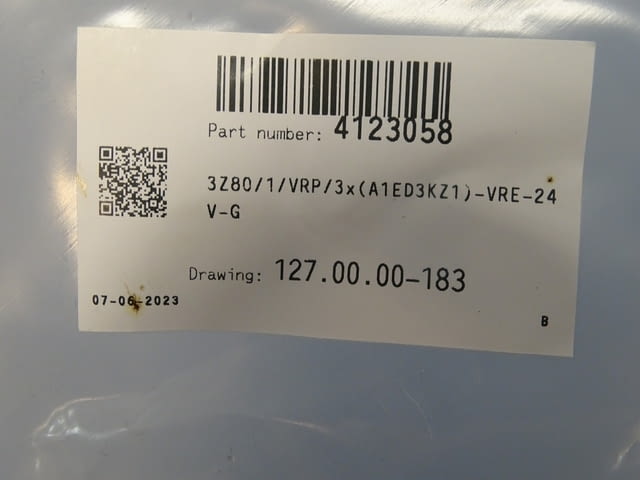 Part number: 4123058
3Z80/1/VRP/3x(A1ED3KZ1)-VRE-24
V-G
Drawing: 127.00.00-183
07-06-2023
B